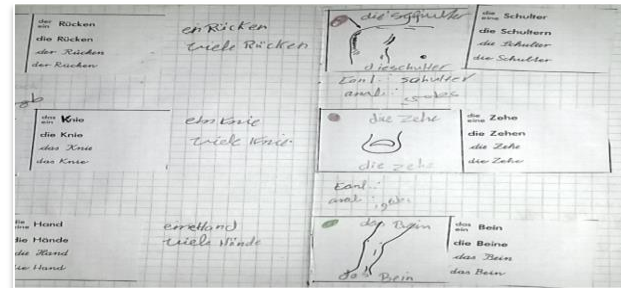 der
ein Rücken
die Rücken
der Rücken
der Rücken
ein Rücken
viele Rücken
das
ein Knie
die Knie
das Knie
das Knie
ein Knie
viele Knie
die
eine Hand
die Hände
die Hand
die Hand
eine Hand
viele Hände
die Schulter
die schulter
die
eine Schulter
die Schultern
die Schulter
die Schulter
schulter
die Zehe
die zehe
die
eine Zehe
die Zehen
die Zehe
die Zehe
das Bein
das Bein
das
ein Bein
die Beine
das Bein
das Bein